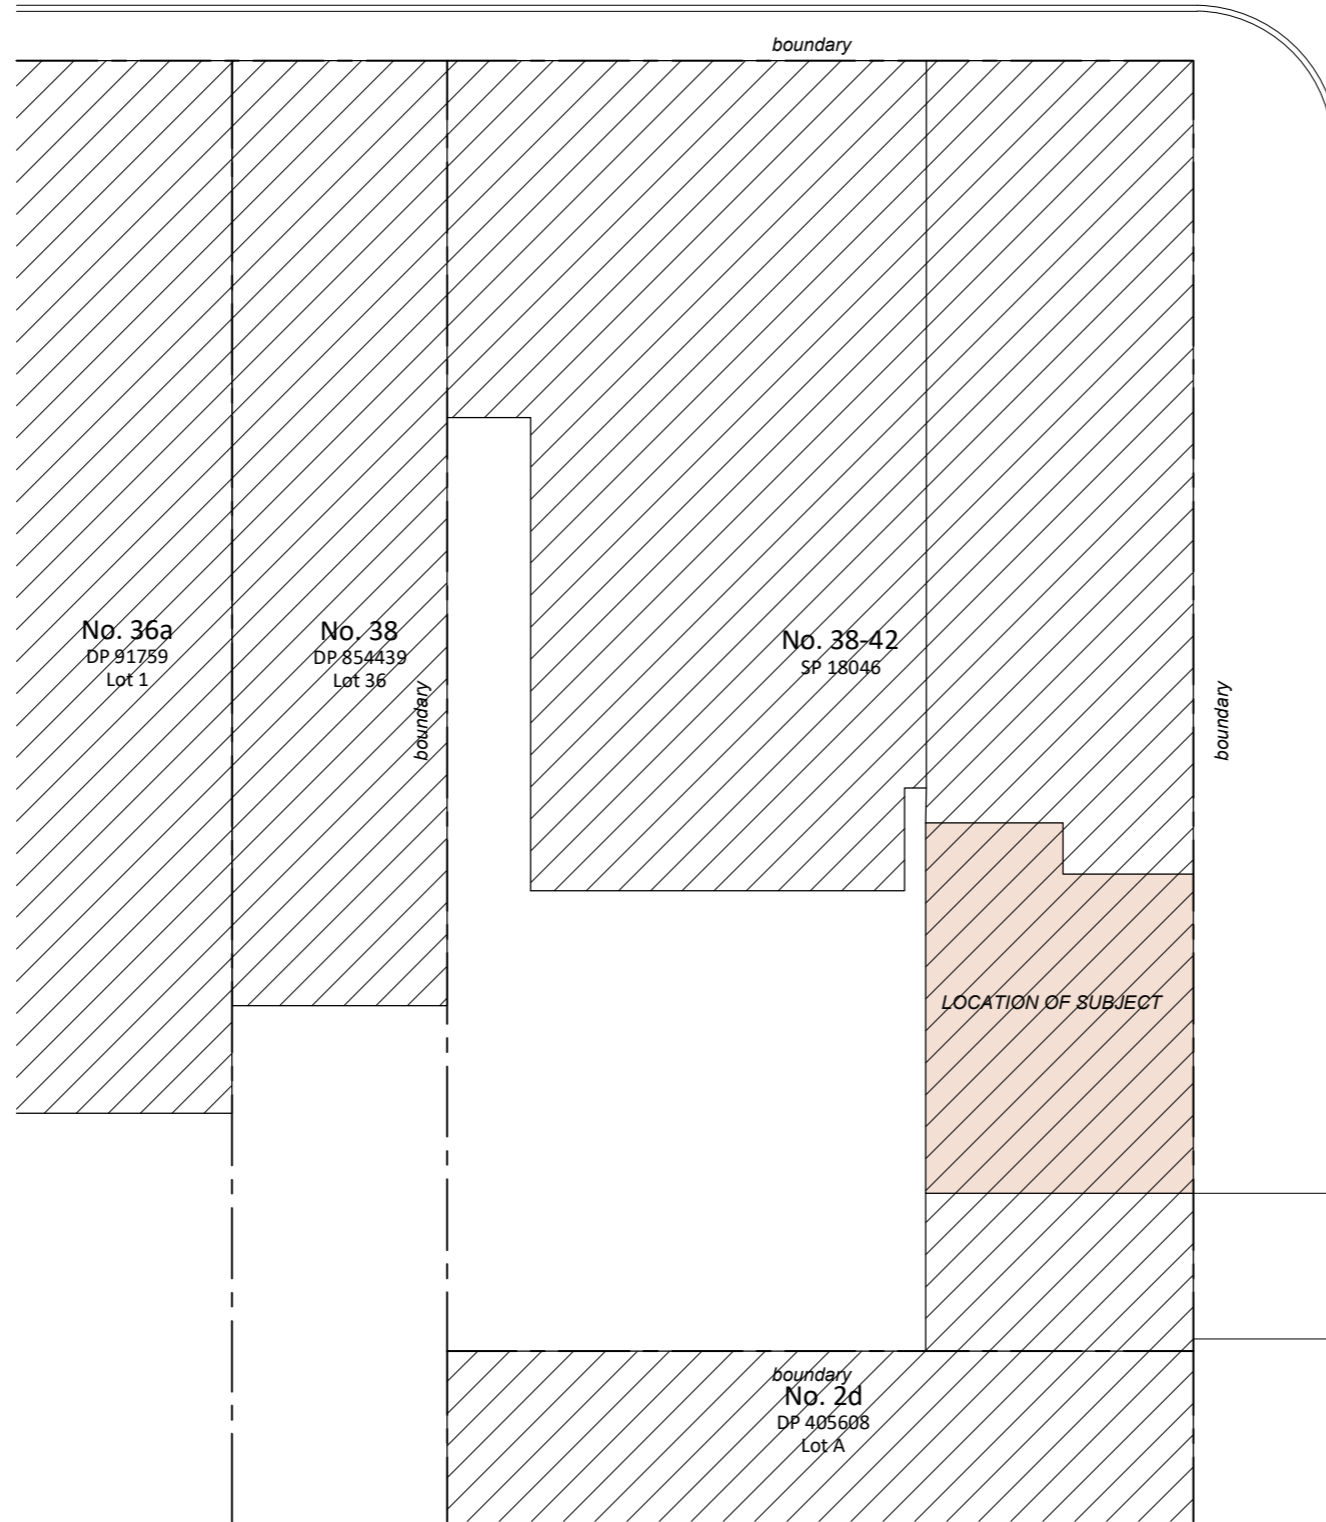 boundary
No. 36a
DP 91759
Lot 1
No. 38
DP 854439
Lot 36
boundary
No. 38-42
SP 18046
boundary
LOCATION OF SUBJECT
boundary
No. 2d
DP 405608
Lot A